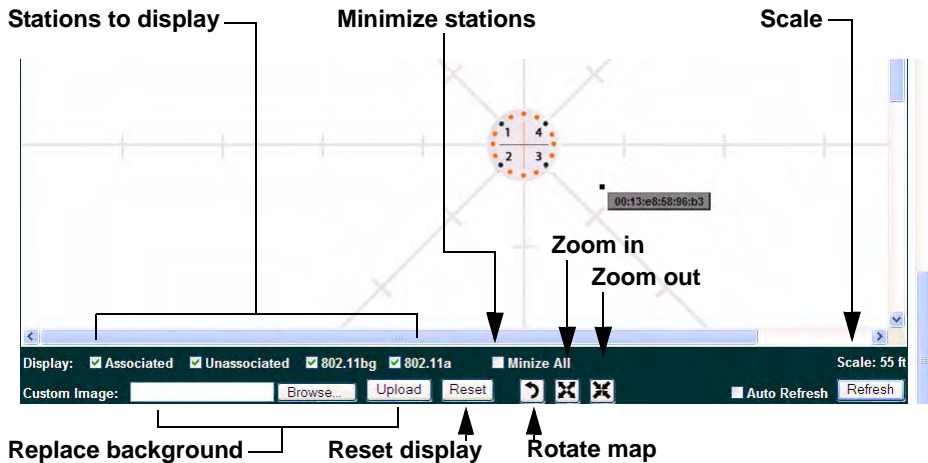 Stations to display Minimize stations Scale
1 4
2 3
00:13:e8:58:96:b3
Zoom in
Zoom out
Display: Associated Unassociated 802.11bg 802.11a Minize All Scale: 55 ft
Custom Image: Browse... Upload Reset Auto Refresh Refresh
Replace background Reset display Rotate map